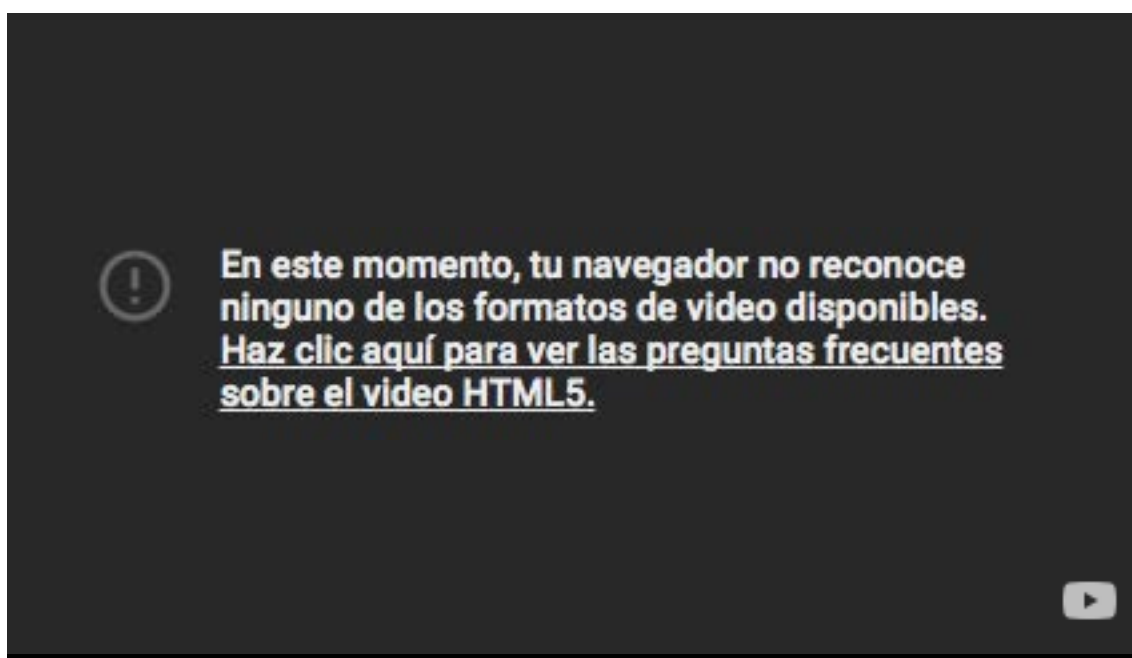 En este momento, tu navegador no reconoce
ninguno de los formatos de video disponibles.
Haz clic aquí para ver las preguntas frecuentes
sobre el video HTML5.